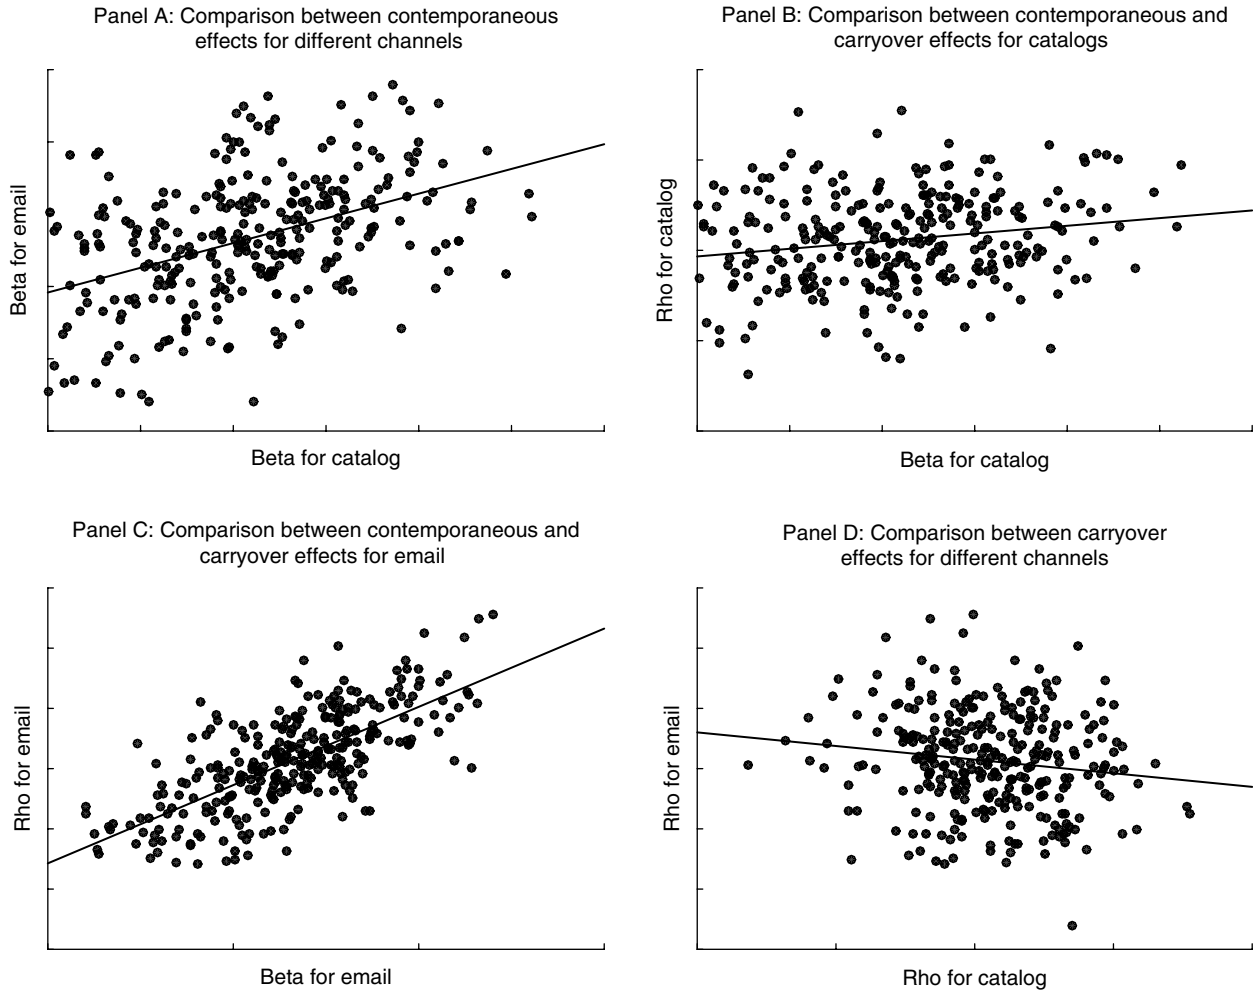 Panel A: Comparison between contemporaneous
effects for different channels
Beta for email
Beta for catalog
Panel B: Comparison between contemporaneous and
carryover effects for catalogs
Rho for catalog
Beta for catalog
Panel C: Comparison between contemporaneous and
carryover effects for email
Rho for email
Beta for email
Panel D: Comparison between carryover
effects for different channels
Rho for email
Rho for catalog